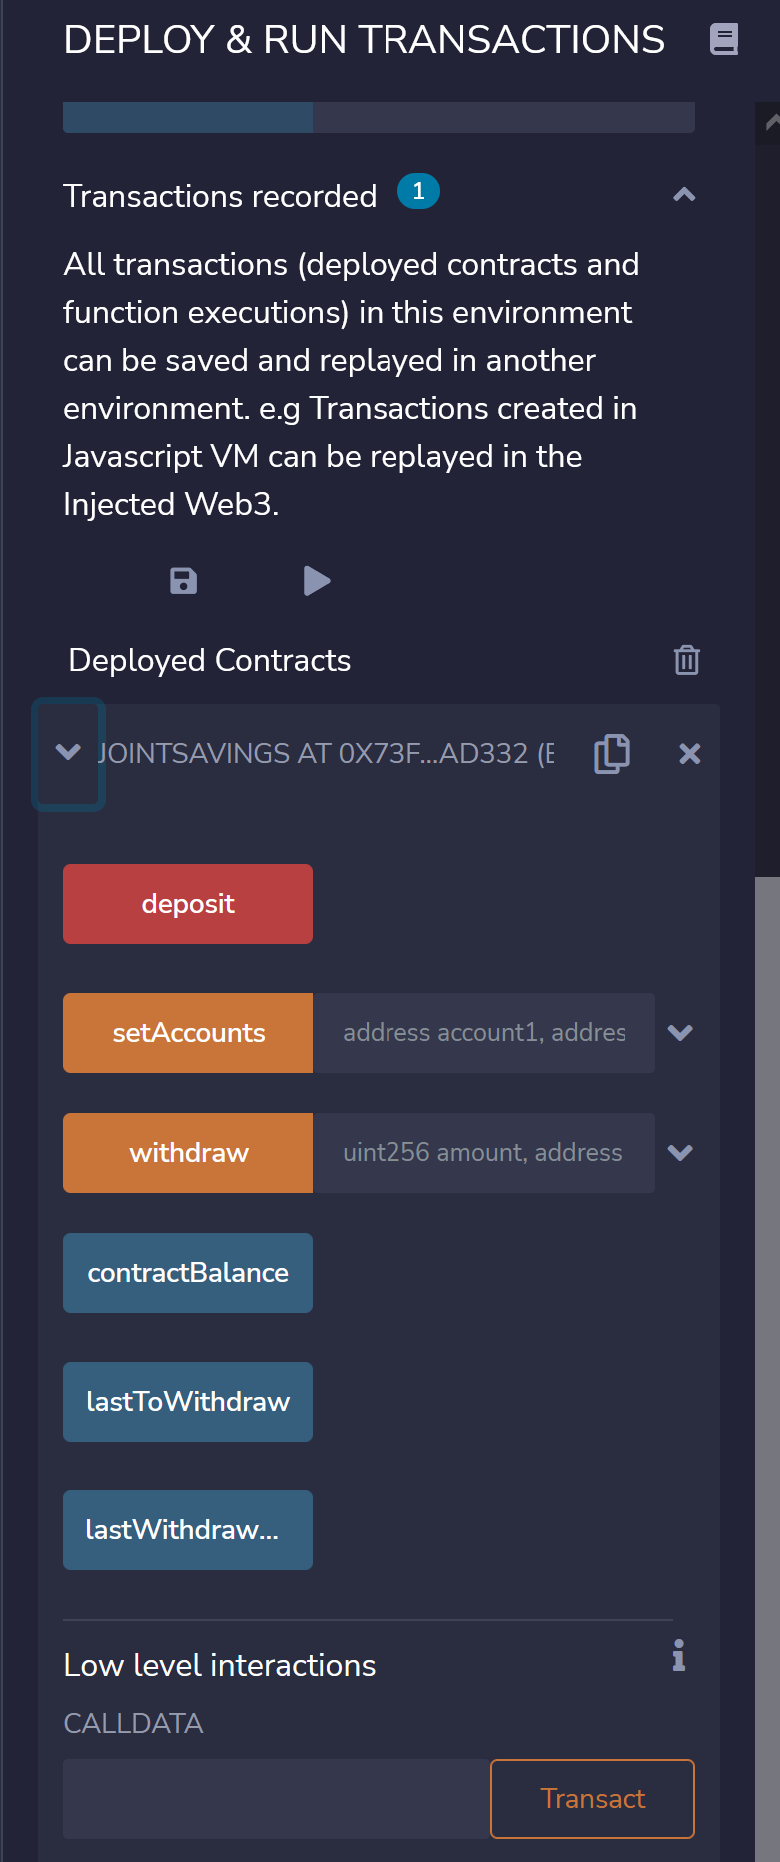 DEPLOY & RUN TRANSACTIONS
Transactions recorded 1
All transactions (deployed contracts and
function executions) in this environment
can be saved and replayed in another
environment. e.g Transactions created in
Javascript VM can be replayed in the
Injected Web3.
Deployed Contracts
JOINTSAVINGS AT 0X73F...AD332 (
deposit
setAccounts address account1, addres
withdraw uint256 amount, address
contractBalance
lastToWithdraw
lastWithdraw...
Low level interactions
CALLDATA
Transact